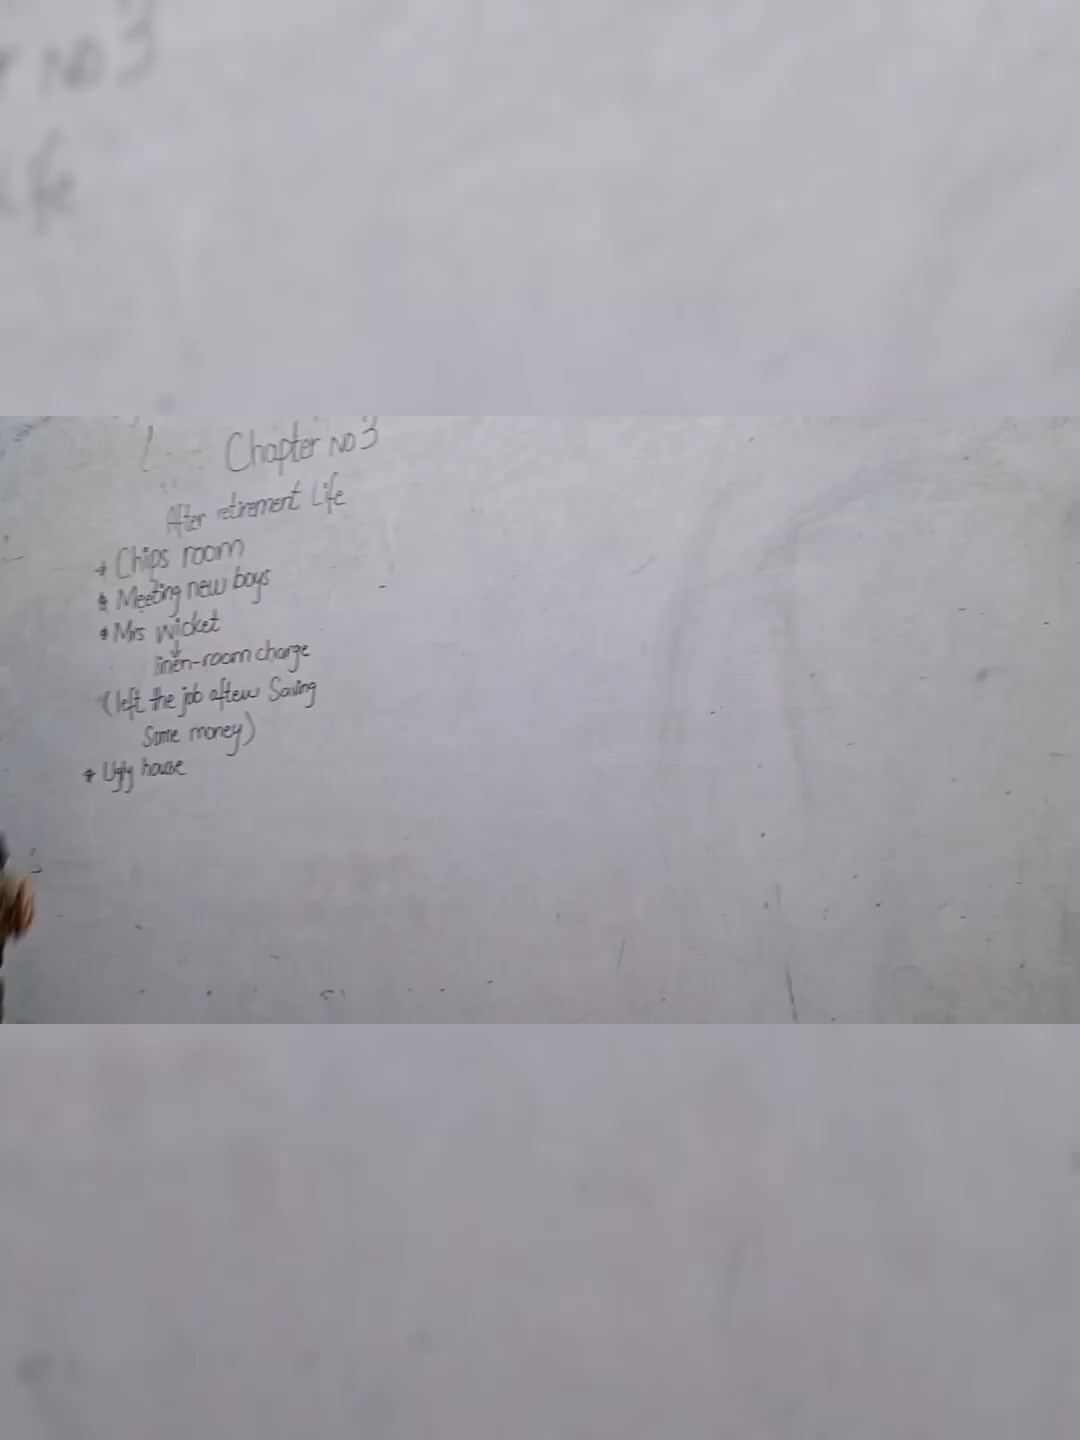 Chapter NO 3
After retirement Life
* Chips room
* Meeting new boys
* Mrs wicket
↓
linen-room charge
(left the job aftew Saving
Some money)
* Ugly house